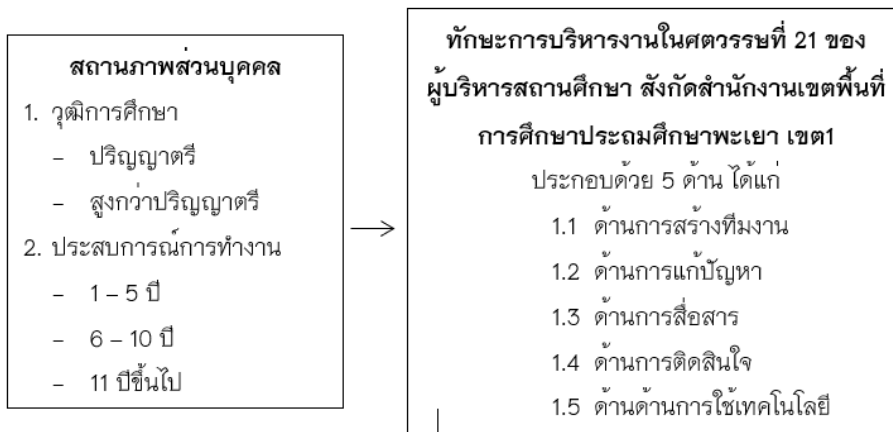 สถานภาพส่วนบุคคล
1. วุฒิการศึกษา
– ปริญญาตรี
– สูงกว่าปริญญาตรี
2. ประสบการณ์การทำงาน
– 1 – 5 ปี
– 6 – 10 ปี
– 11 ปีขึ้นไป
ทักษะการบริหารงานในศตวรรษที่ 21 ของ
ผู้บริหารสถานศึกษา สังกัดสำนักงานเขตพื้นที่
การศึกษาประถมศึกษาพะเยา เขต1
ประกอบด้วย 5 ด้าน ได้แก่
1.1 ด้านการสร้างทีมงาน
1.2 ด้านการแก้ปัญหา
1.3 ด้านการสื่อสาร
1.4 ด้านการติดสินใจ
1.5 ด้านด้านการใช้เทคโนโลยี